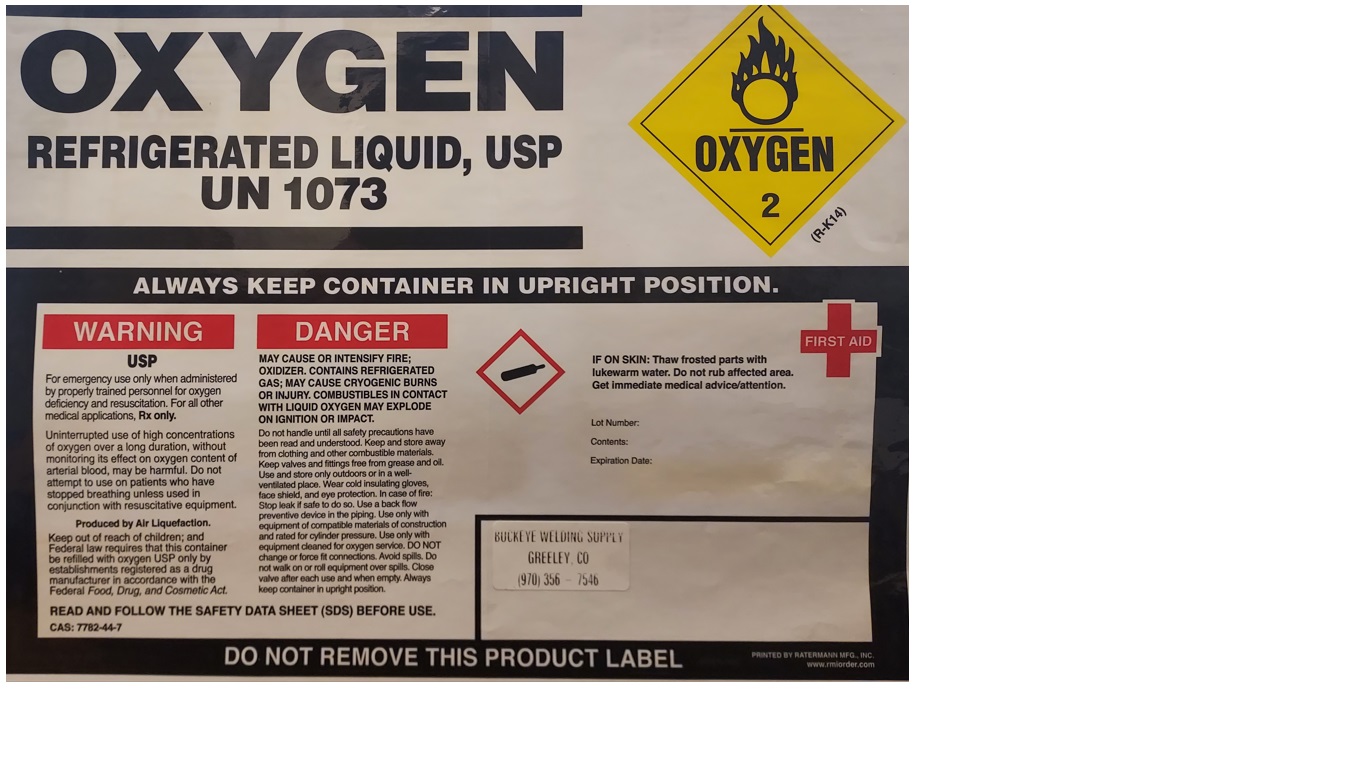 OXYGEN
REFRIGERATED LIQUID, USP
UN 1073
OXYGEN
2
(R-K14)
ALWAYS KEEP CONTAINER IN UPRIGHT POSITION.
WARNING
USP
For emergency use only when administered
by properly trained personnel for oxygen
deficiency and resuscitation. For all other
medical applications, Rx only.
Uninterrupted use of high concentrations
of oxygen over a long duration, without
monitoring its effect on oxygen content of
arterial blood, may be harmful. Do not
attempt to use on patients who have
stopped breathing unless used in
conjunction with resuscitative equipment.
Produced by Air Liquefaction.
Keep out of reach of children; and
Federal law requires that this container
be refilled with oxygen USP only by
establishments registered as a drug
manufacturer in accordance with the
Federal Food, Drug, and Cosmetic Act.
DANGER
MAY CAUSE OR INTENSIFY FIRE;
OXIDIZER. CONTAINS REFRIGERATED
GAS; MAY CAUSE CRYOGENIC BURNS
OR INJURY. COMBUSTIBLES IN CONTACT
WITH LIQUID OXYGEN MAY EXPLODE
ON IGNITION OR IMPACT.
Do not handle until all safety precautions have
been read and understood. Keep and store away
from clothing and other combustible materials.
Keep valves and fittings free from grease and oil.
Use and store only outdoors or in a well-
ventilated place. Wear cold insulating gloves,
face shield, and eye protection. In case of fire:
Stop leak if safe to do so. Use a back flow
preventive device in the piping. Use only with
equipment of compatible materials of construction
and rated for cylinder pressure. Use only with
equipment cleaned for oxygen service. DO NOT
change or force fit connections. Avoid spills. Do
not walk on or roll equipment over spills. Close
valve after each use and when empty. Always
keep container in upright position.
READ AND FOLLOW THE SAFETY DATA SHEET (SDS) BEFORE USE.
CAS: 7782-44-7
FIRST AID
IF ON SKIN: Thaw frosted parts with
lukewarm water. Do not rub affected area.
Get immediate medical advice/attention.
Lot Number:
Contents:
Expiration Date:
BUCKEYE WELDING SUPPLY
GREELEY, CO
(970) 356 - 7546
DO NOT REMOVE THIS PRODUCT LABEL
PRINTED BY RATERMANN MFG., INC.
www.rmiorder.com